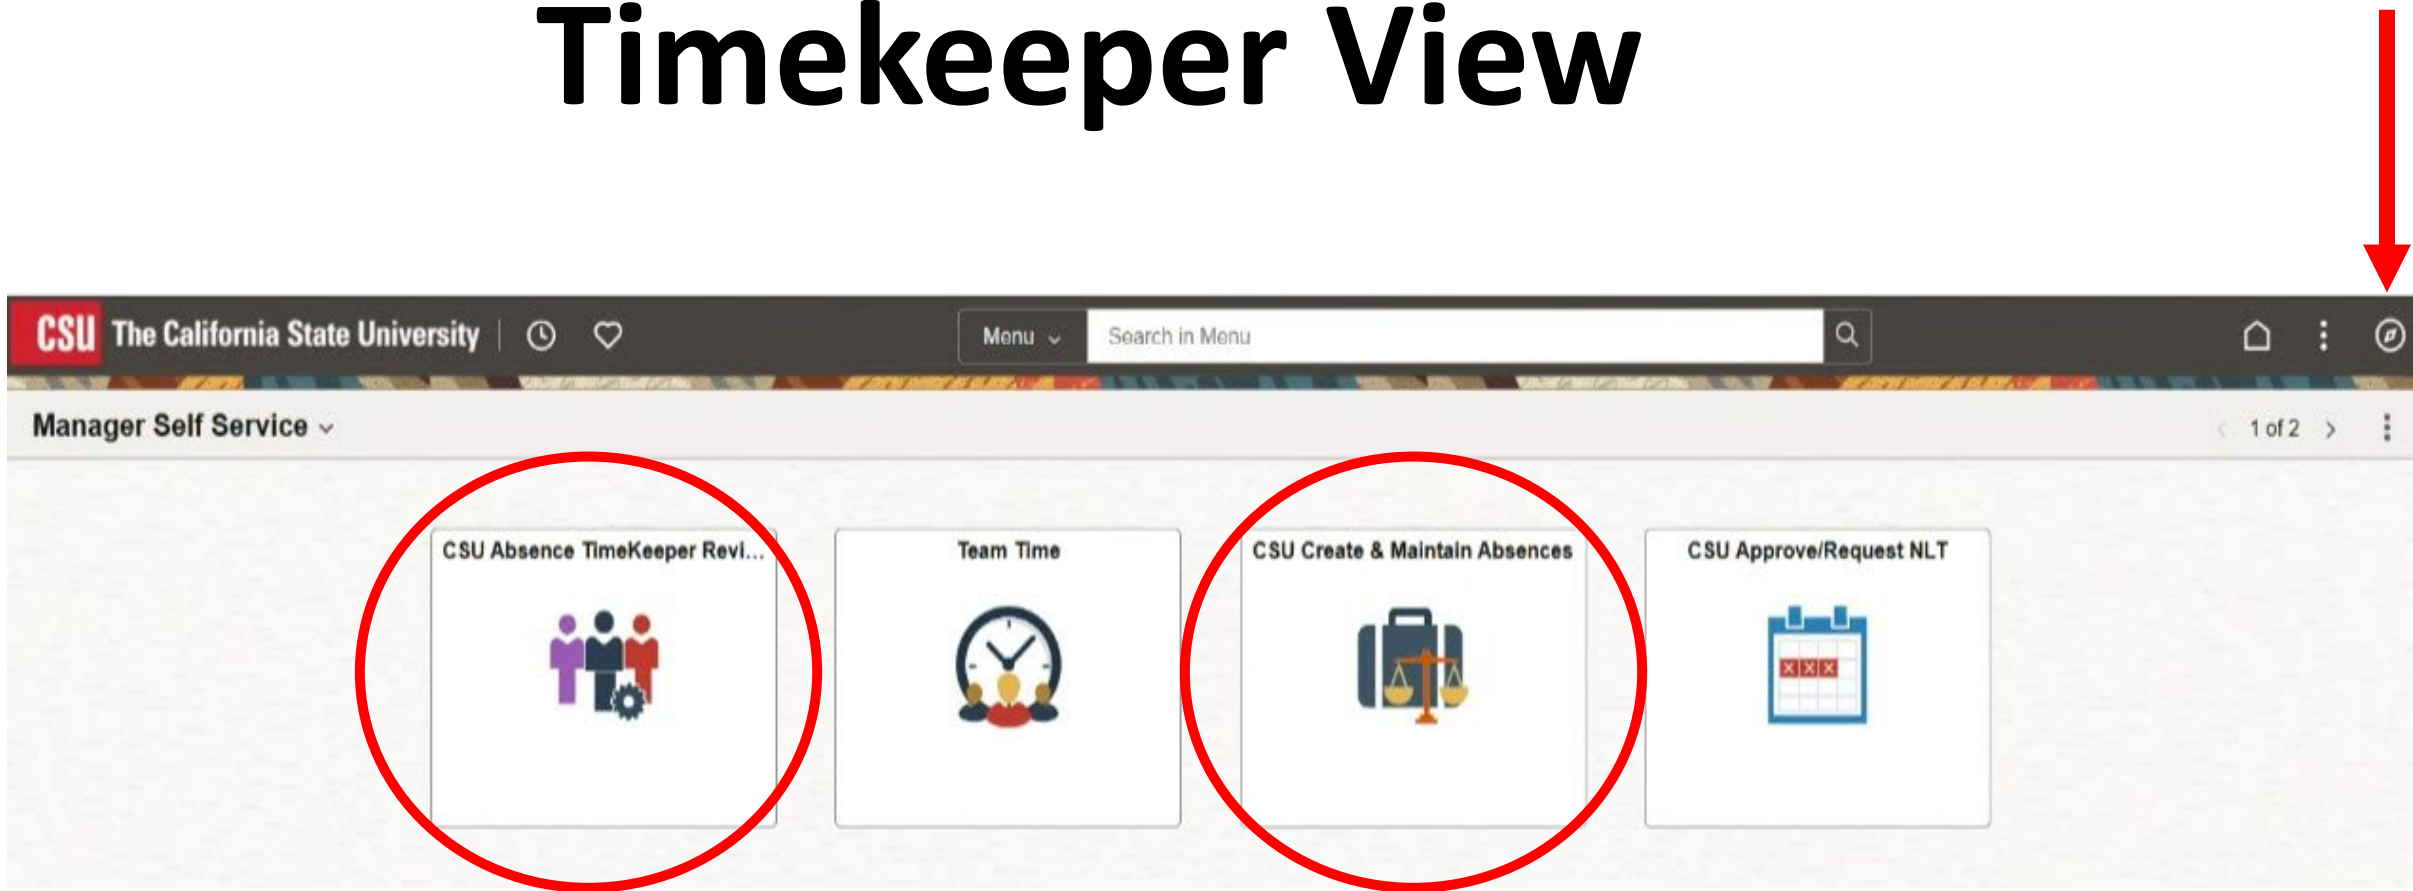 Timekeeper View
CSU The California State University
Menu
Search in Menu
Manager Self Service
1 of 2
CSU Absence TimeKeeper Revi...
Team Time
CSU Create & Maintain Absences
CSU Approve/Request NLT
X X X